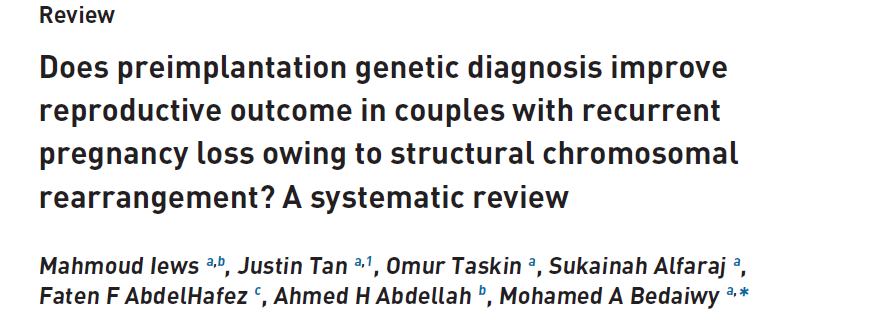 Review
Does preimplantation genetic diagnosis improve
reproductive outcome in couples with recurrent
pregnancy loss owing to structural chromosomal
rearrangement? A systematic review
Mahmoud Iews a,b, Justin Tan a,1, Omur Taskin a, Sukainah Alfaraj a,
Faten F AbdelHafez c, Ahmed H Abdellah b, Mohamed A Bedaiwy a,*